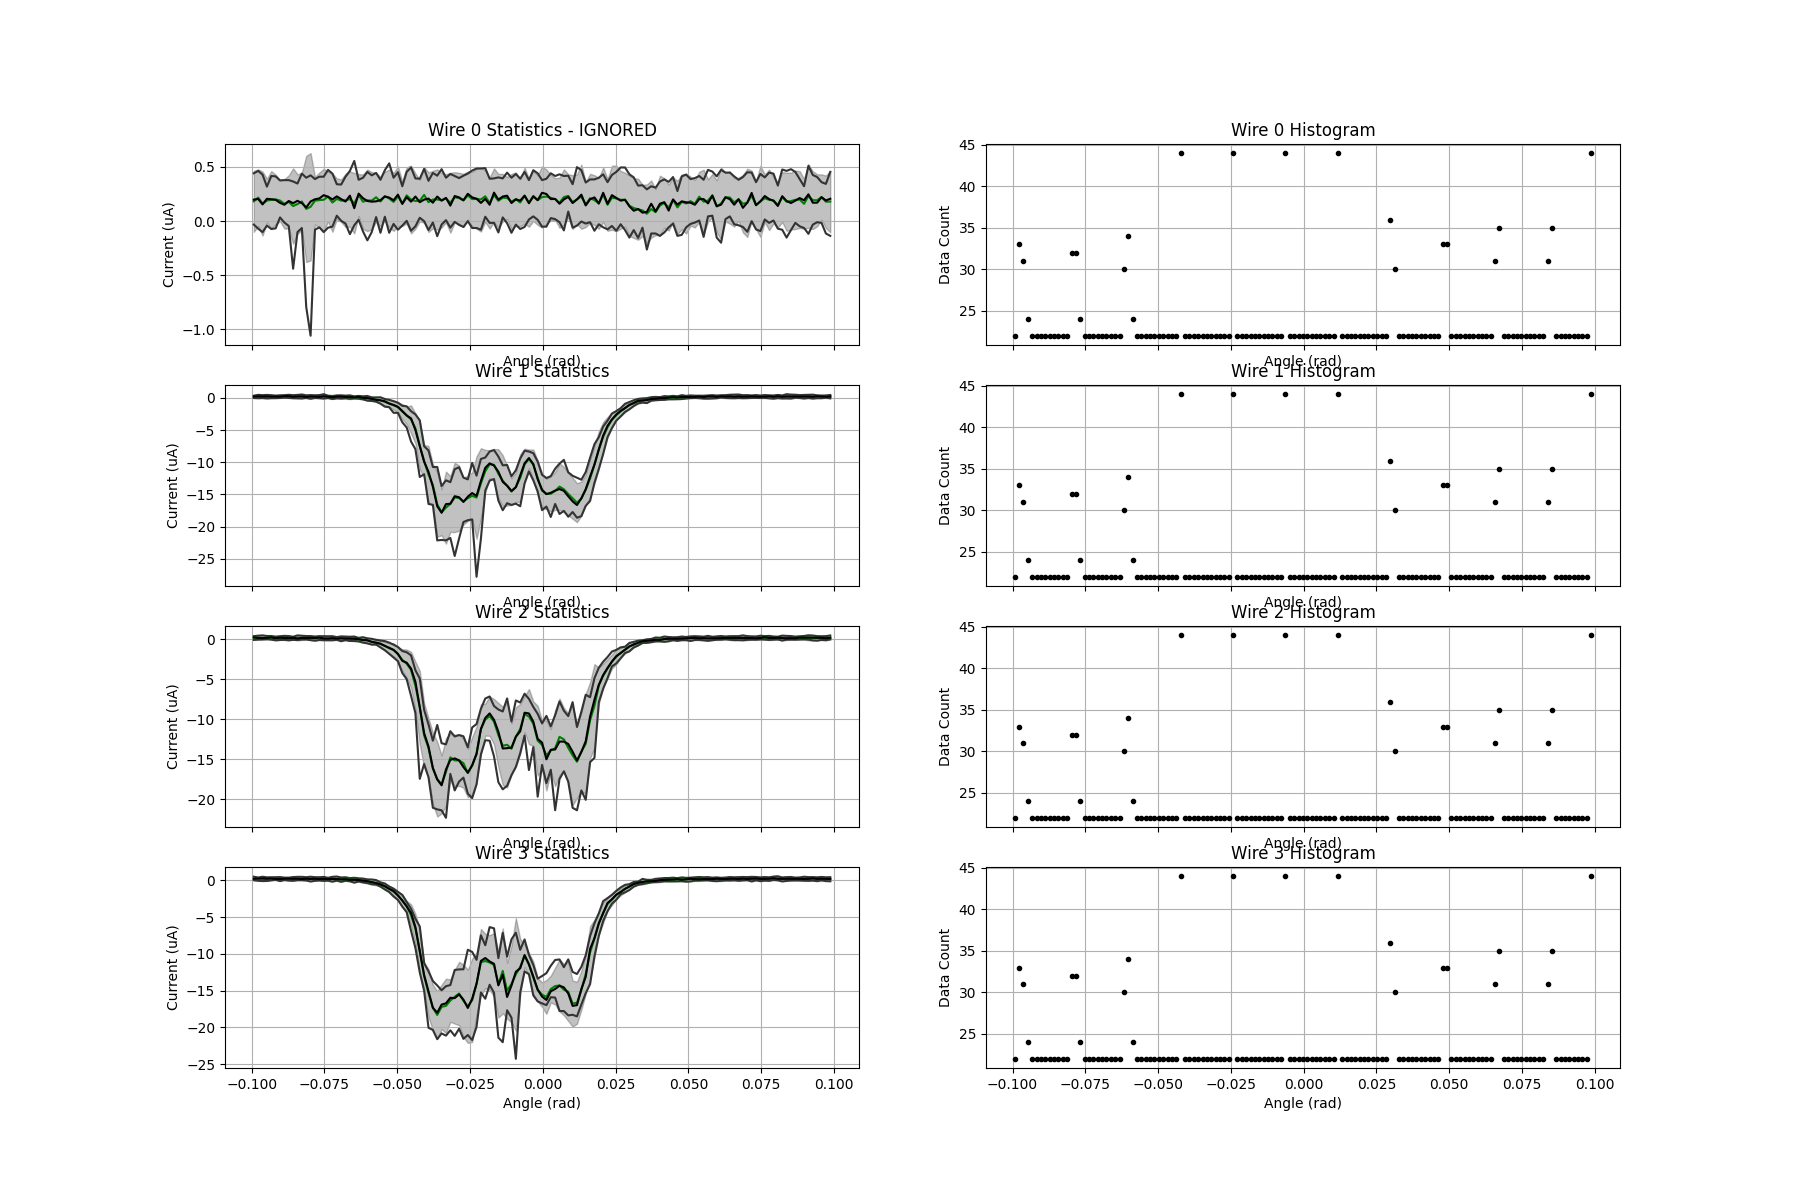 Wire 0 Statistics - IGNORED
Current (uA)
0.5
0.0
−0.5
−1.0
Angle (rad)
Wire 0 Histogram
Data Count
45
40
35
30
25
Angle (rad)
Wire 1 Statistics
Current (uA)
0
−5
−10
−15
−20
−25
Angle (rad)
Wire 1 Histogram
Data Count
45
40
35
30
25
Angle (rad)
Wire 2 Statistics
Current (uA)
0
−5
−10
−15
−20
Angle (rad)
Wire 2 Histogram
Data Count
45
40
35
30
25
Angle (rad)
Wire 3 Statistics
Current (uA)
0
−5
−10
−15
−20
−25
−0.100 −0.075 −0.050 −0.025 0.000 0.025 0.050 0.075 0.100
Angle (rad)
Wire 3 Histogram
Data Count
45
40
35
30
25
−0.100 −0.075 −0.050 −0.025 0.000 0.025 0.050 0.075 0.100
Angle (rad)